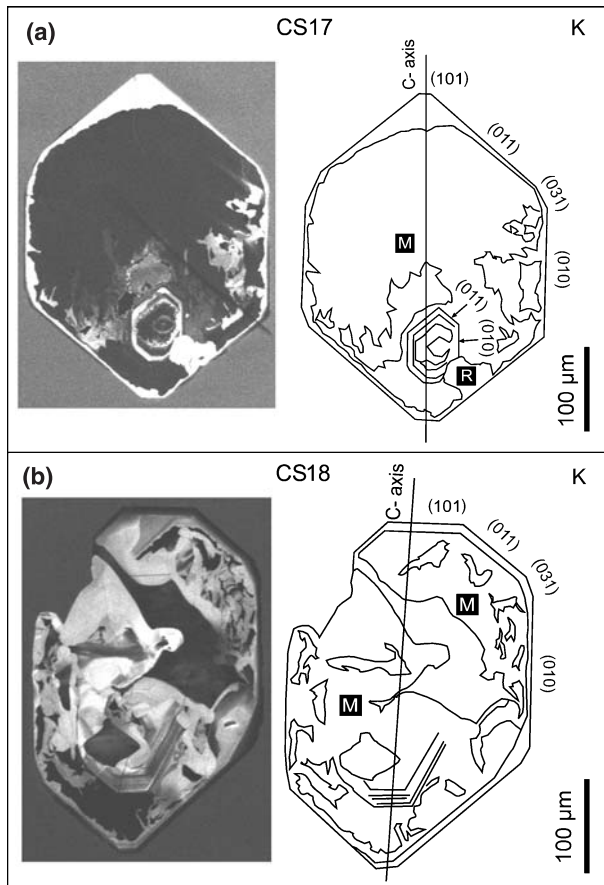 (a)
CS17
K
C- axis
(101)
(011)
(031)
(010)
M
(011)
(010)
R
100 µm
(b)
CS18
K
C- axis
(101)
(011)
(031)
(010)
M
M
100 µm